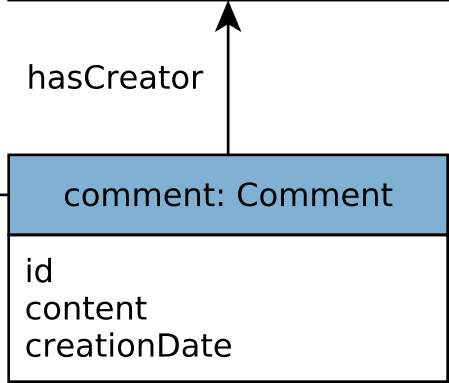 hasCreator
comment: Comment
id
content
creationDate